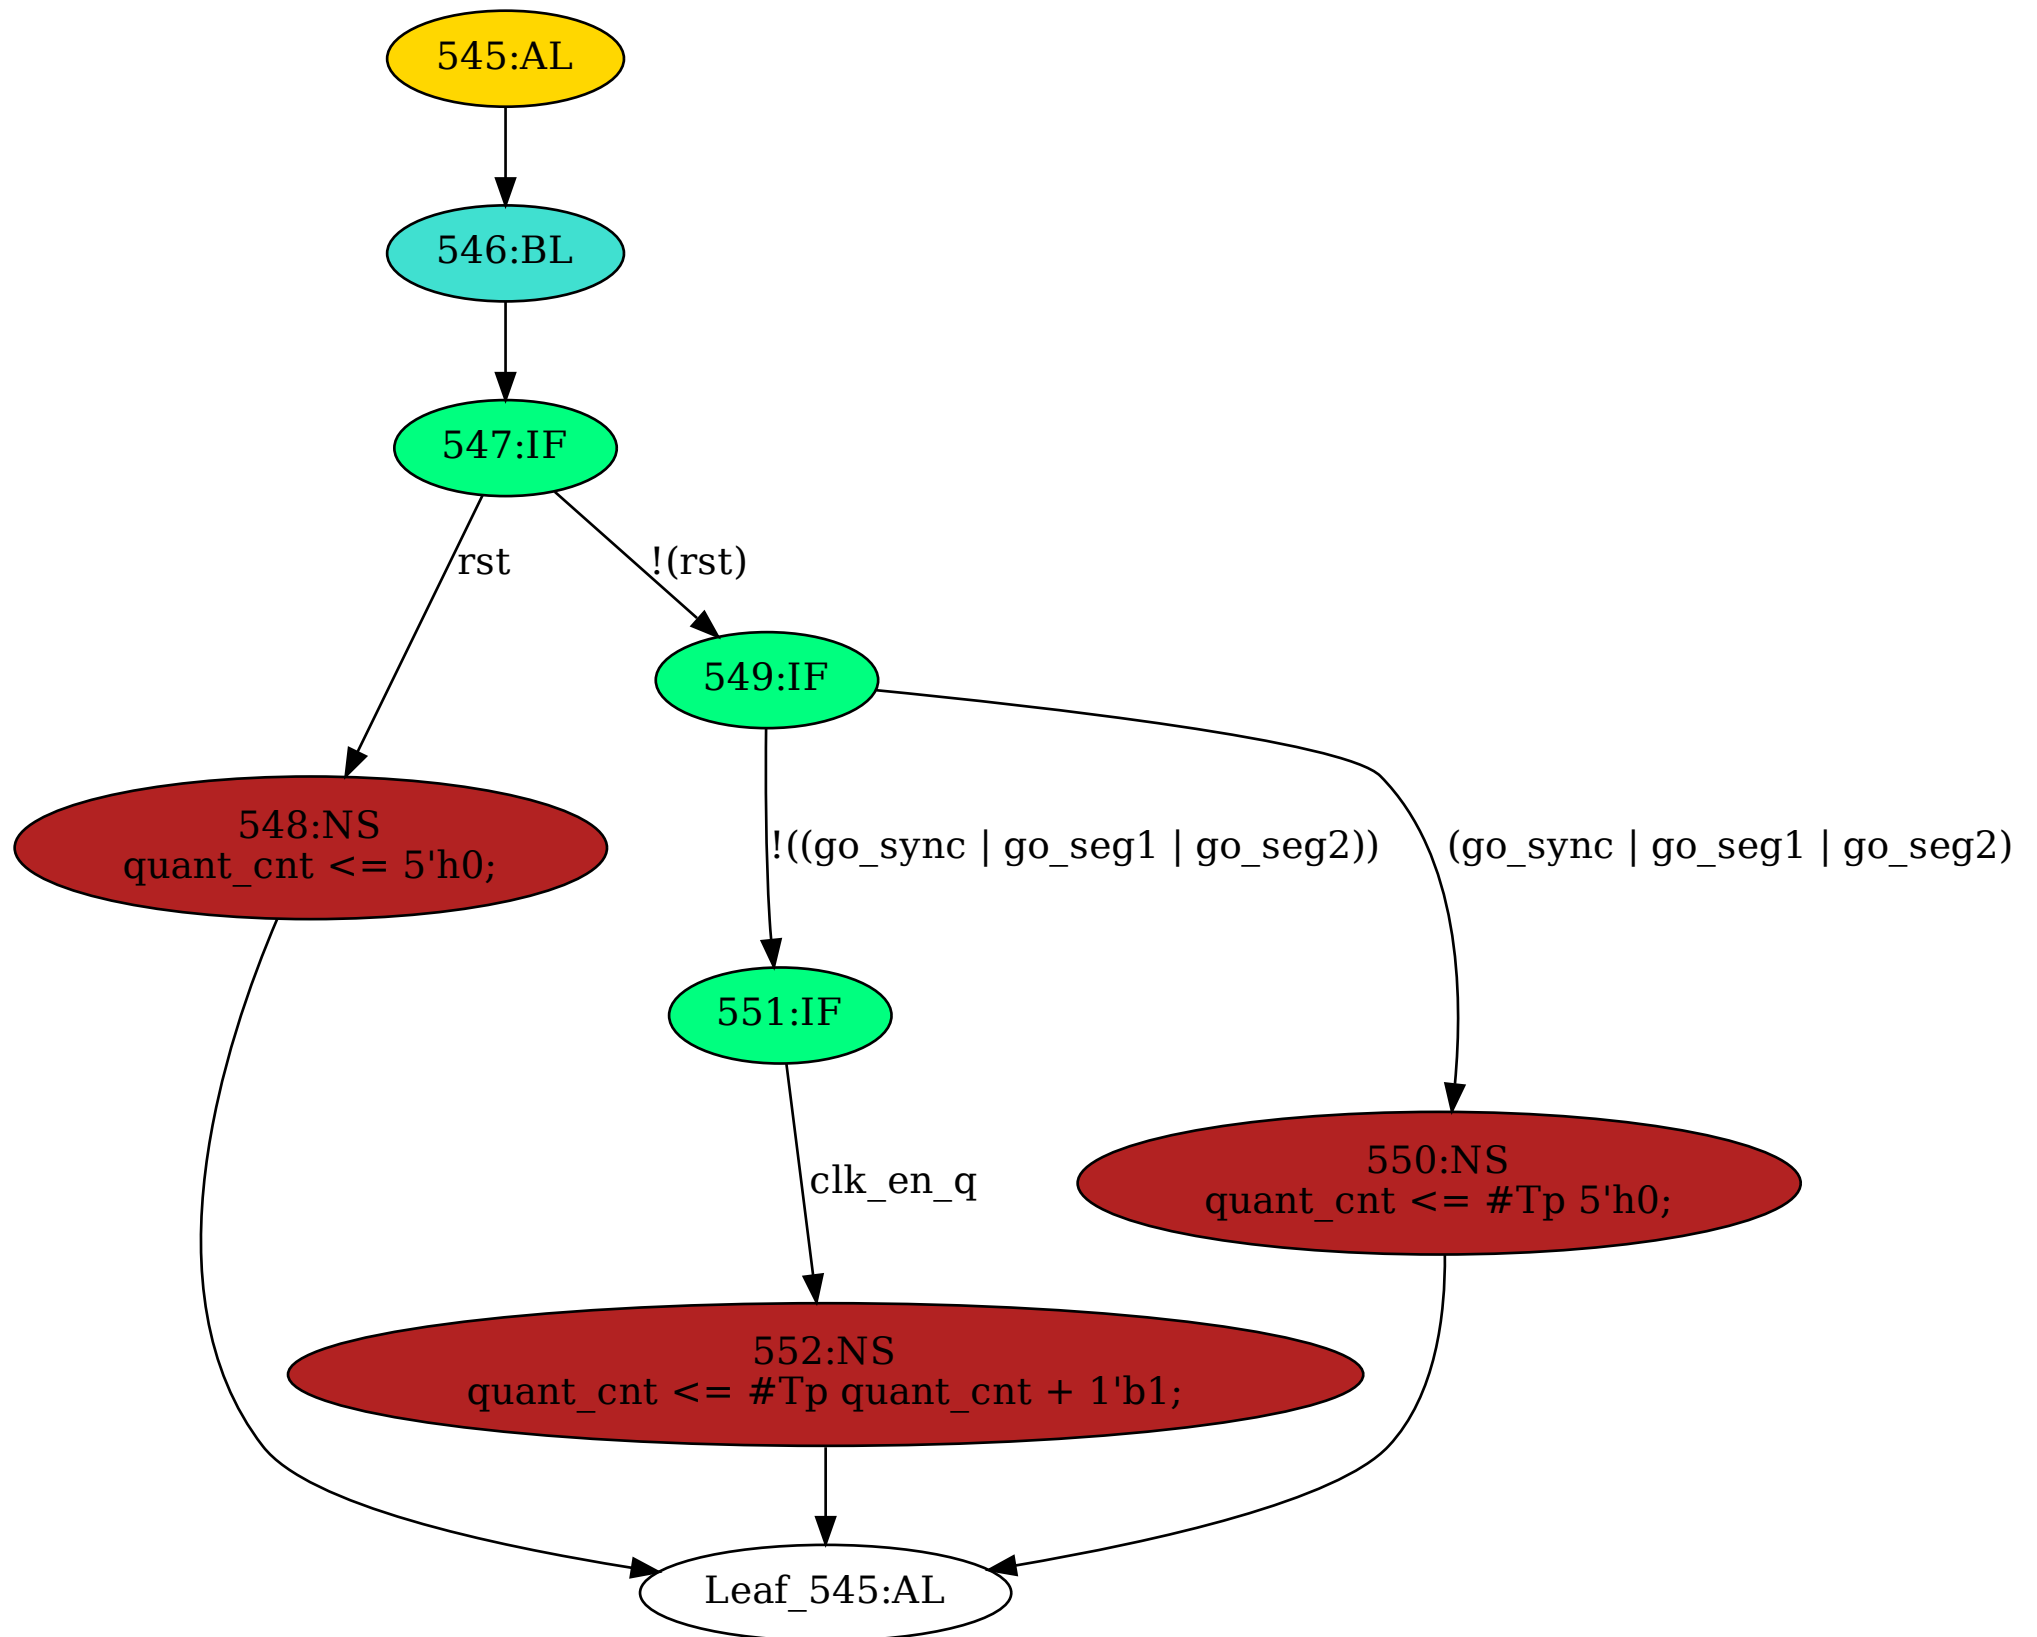 545:AL
546:BL
547:IF
rst
!(rst)
549:IF
548:NS
quant_cnt <= 5'h0;
!((go_sync | go_seg1 | go_seg2))
(go_sync | go_seg1 | go_seg2)
551:IF
clk_en_q
550:NS
quant_cnt <= #Tp 5'h0;
552:NS
quant_cnt <= #Tp quant_cnt + 1'b1;
Leaf_545:AL